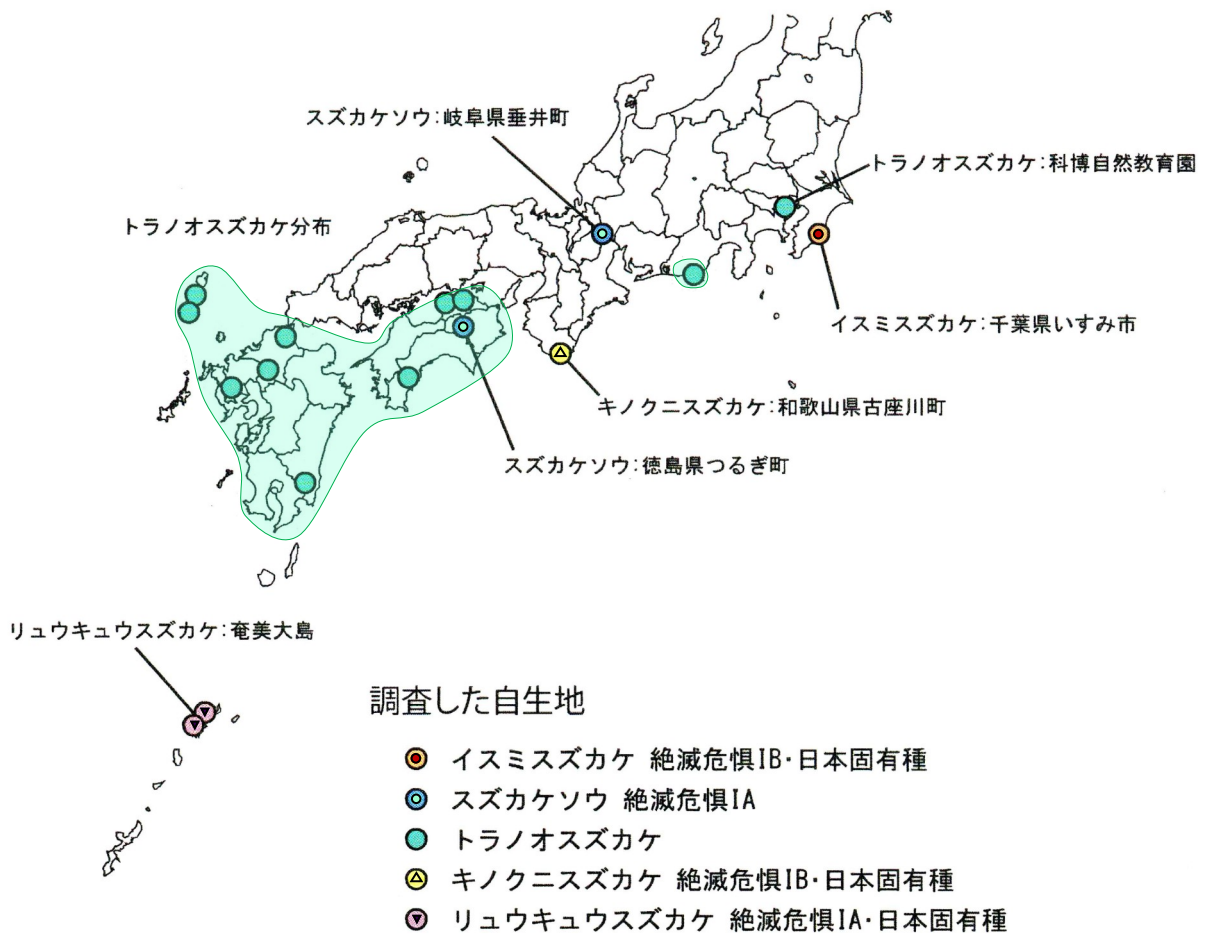 スズカケソウ:岐阜県垂井町
トラノオスズカケ:科博自然教育園
トラノオスズカケ分布
イスミスズカケ:千葉県いすみ市
キノクニスズカケ:和歌山県古座川町
スズカケソウ:徳島県つるぎ町
リュウキュウスズカケ:奄美大島
調査した自生地
イスミスズカケ 絶滅危惧IB・日本固有種
スズカケソウ 絶滅危惧IA
トラノオスズカケ
キノクニスズカケ 絶滅危惧IB・日本固有種
リュウキュウスズカケ 絶滅危惧IA・日本固有種